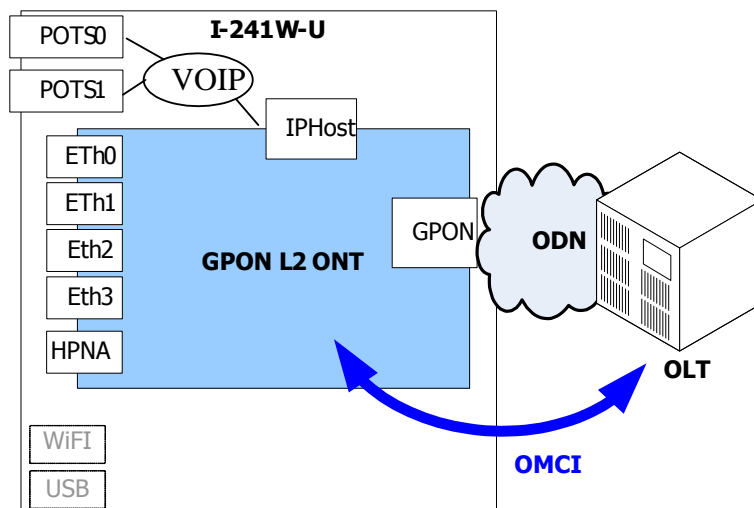 I-241W-U
POTS0
POTS1
VOIP
IPHost
ETh0
ETh1
Eth2
Eth3
HPNA
GPON L2 ONT
GPON
ODN
OLT
OMCI
WiFI
USB